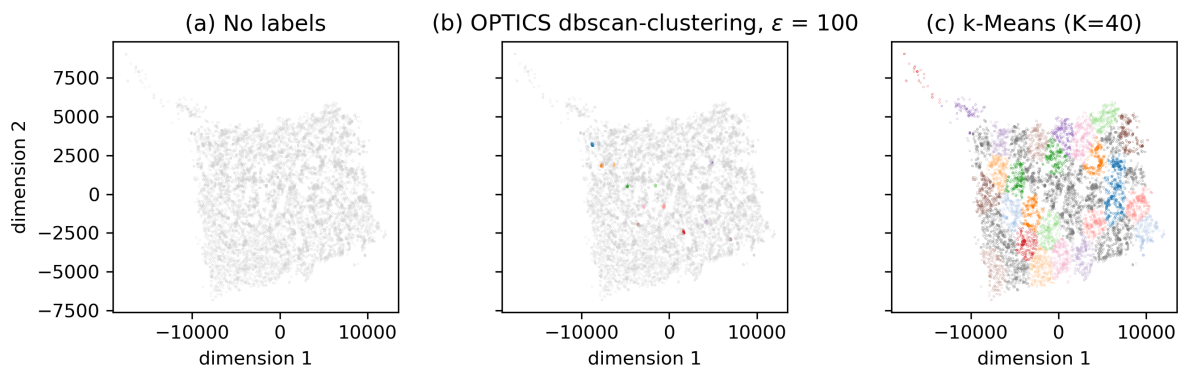 (a) No labels
(b) OPTICS dbscan-clustering, ε = 100
(c) k-Means (K=40)
dimension 2
7500
5000
2500
0
−2500
−5000
−7500
−10000 0 10000
−10000 0 10000
−10000 0 10000
dimension 1
dimension 1
dimension 1